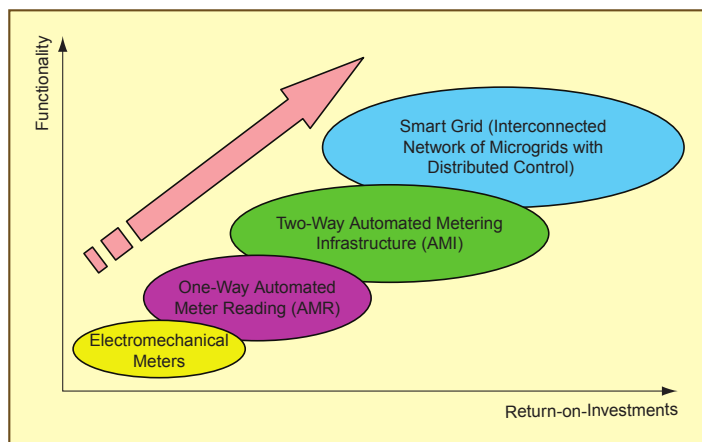 Functionality
Smart Grid (Interconnected
Network of Microgrids with
Distributed Control)
Two-Way Automated Metering
Infrastructure (AMI)
One-Way Automated
Meter Reading (AMR)
Electromechanical
Meters
Return-on-Investments